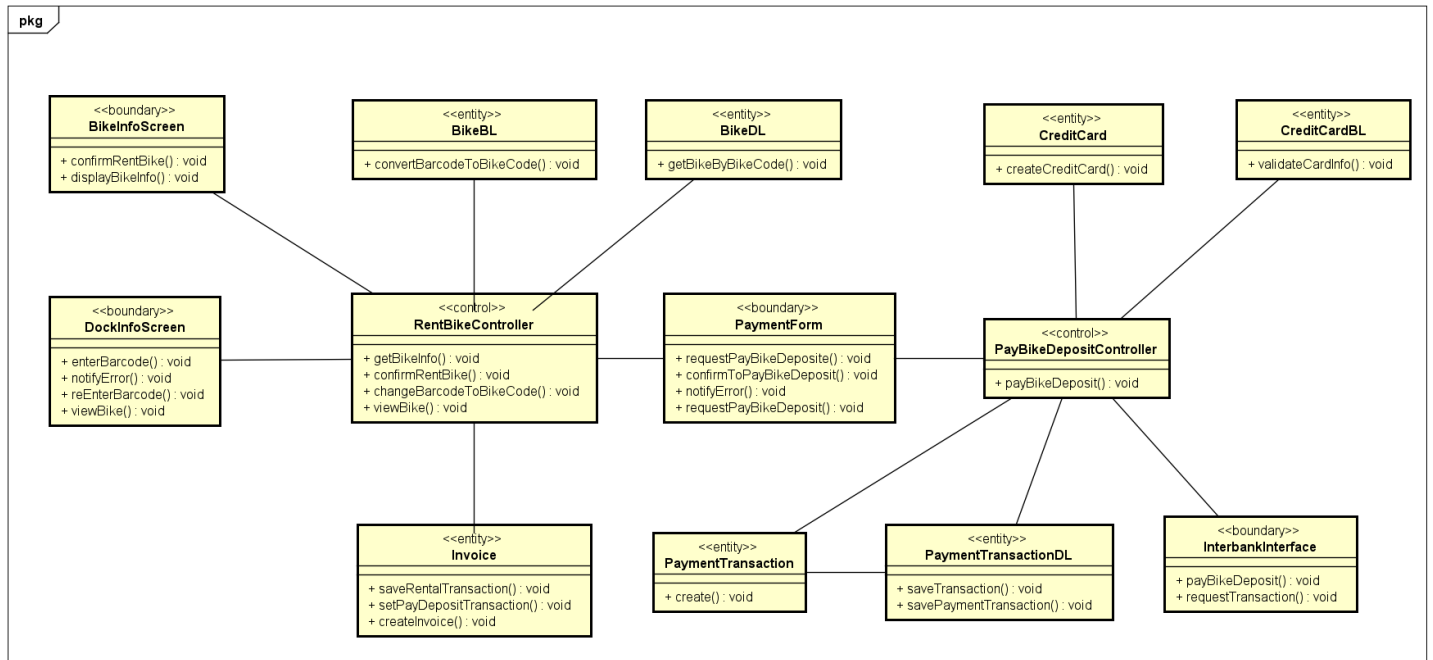 pkg
<<boundary>>
BikeInfoScreen
+ confirmRentBike() : void
+ displayBikeInfo() : void
<<entity>>
BikeBL
+ convertBarcodeToBikeCode() : void
<<entity>>
BikeDL
+ getBikeByBikeCode() : void
<<entity>>
CreditCard
+ createCreditCard() : void
<<entity>>
CreditCardBL
+ validateCardInfo() : void
<<boundary>>
DockInfoScreen
+ enterBarcode() : void
+ notifyError() : void
+ reEnterBarcode() : void
+ viewBike() : void
<<control>>
RentBikeController
+ getBikeInfo() : void
+ confirmRentBike() : void
+ changeBarcodeToBikeCode() : void
+ viewBike() : void
<<boundary>>
PaymentForm
+ requestPayBikeDeposite() : void
+ confirmToPayBikeDeposit() : void
+ notifyError() : void
+ requestPayBikeDeposit() : void
<<control>>
PayBikeDepositController
+ payBikeDeposit() : void
<<entity>>
Invoice
+ saveRentalTransaction() : void
+ setPayDepositTransaction() : void
+ createInvoice() : void
<<entity>>
PaymentTransaction
+ create() : void
<<entity>>
PaymentTransactionDL
+ saveTransaction() : void
+ savePaymentTransaction() : void
<<boundary>>
InterbankInterface
+ payBikeDeposit() : void
+ requestTransaction() : void